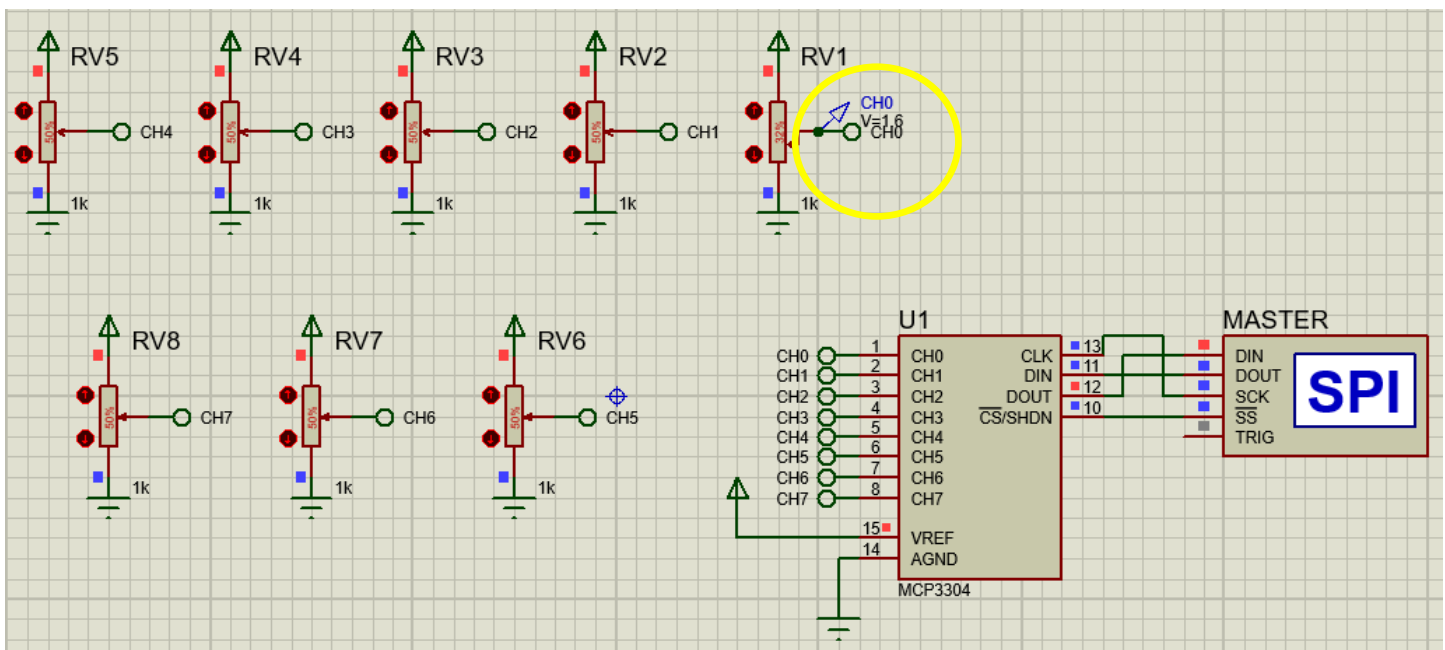 RV5
RV4
RV3
RV2
RV1
CH0
V=1.6
50%
CH4
50%
CH3
50%
CH2
50%
CH1
32%
CH0
1k
1k
1k
1k
1k
RV8
RV7
RV6
50%
CH7
50%
CH6
50%
CH5
1k
1k
1k
U1
MASTER
CH0 1 CH0 CLK 13 DIN
CH1 2 CH1 DIN 11 DOUT
CH2 3 CH2 DOUT 12 SCK
CH3 4 CH3 CS/SHDN 10 SS
CH4 5 CH4 TRIG
CH5 6 CH5
CH6 7 CH6
CH7 8 CH7
SPI
15 VREF
14 AGND
MCP3304